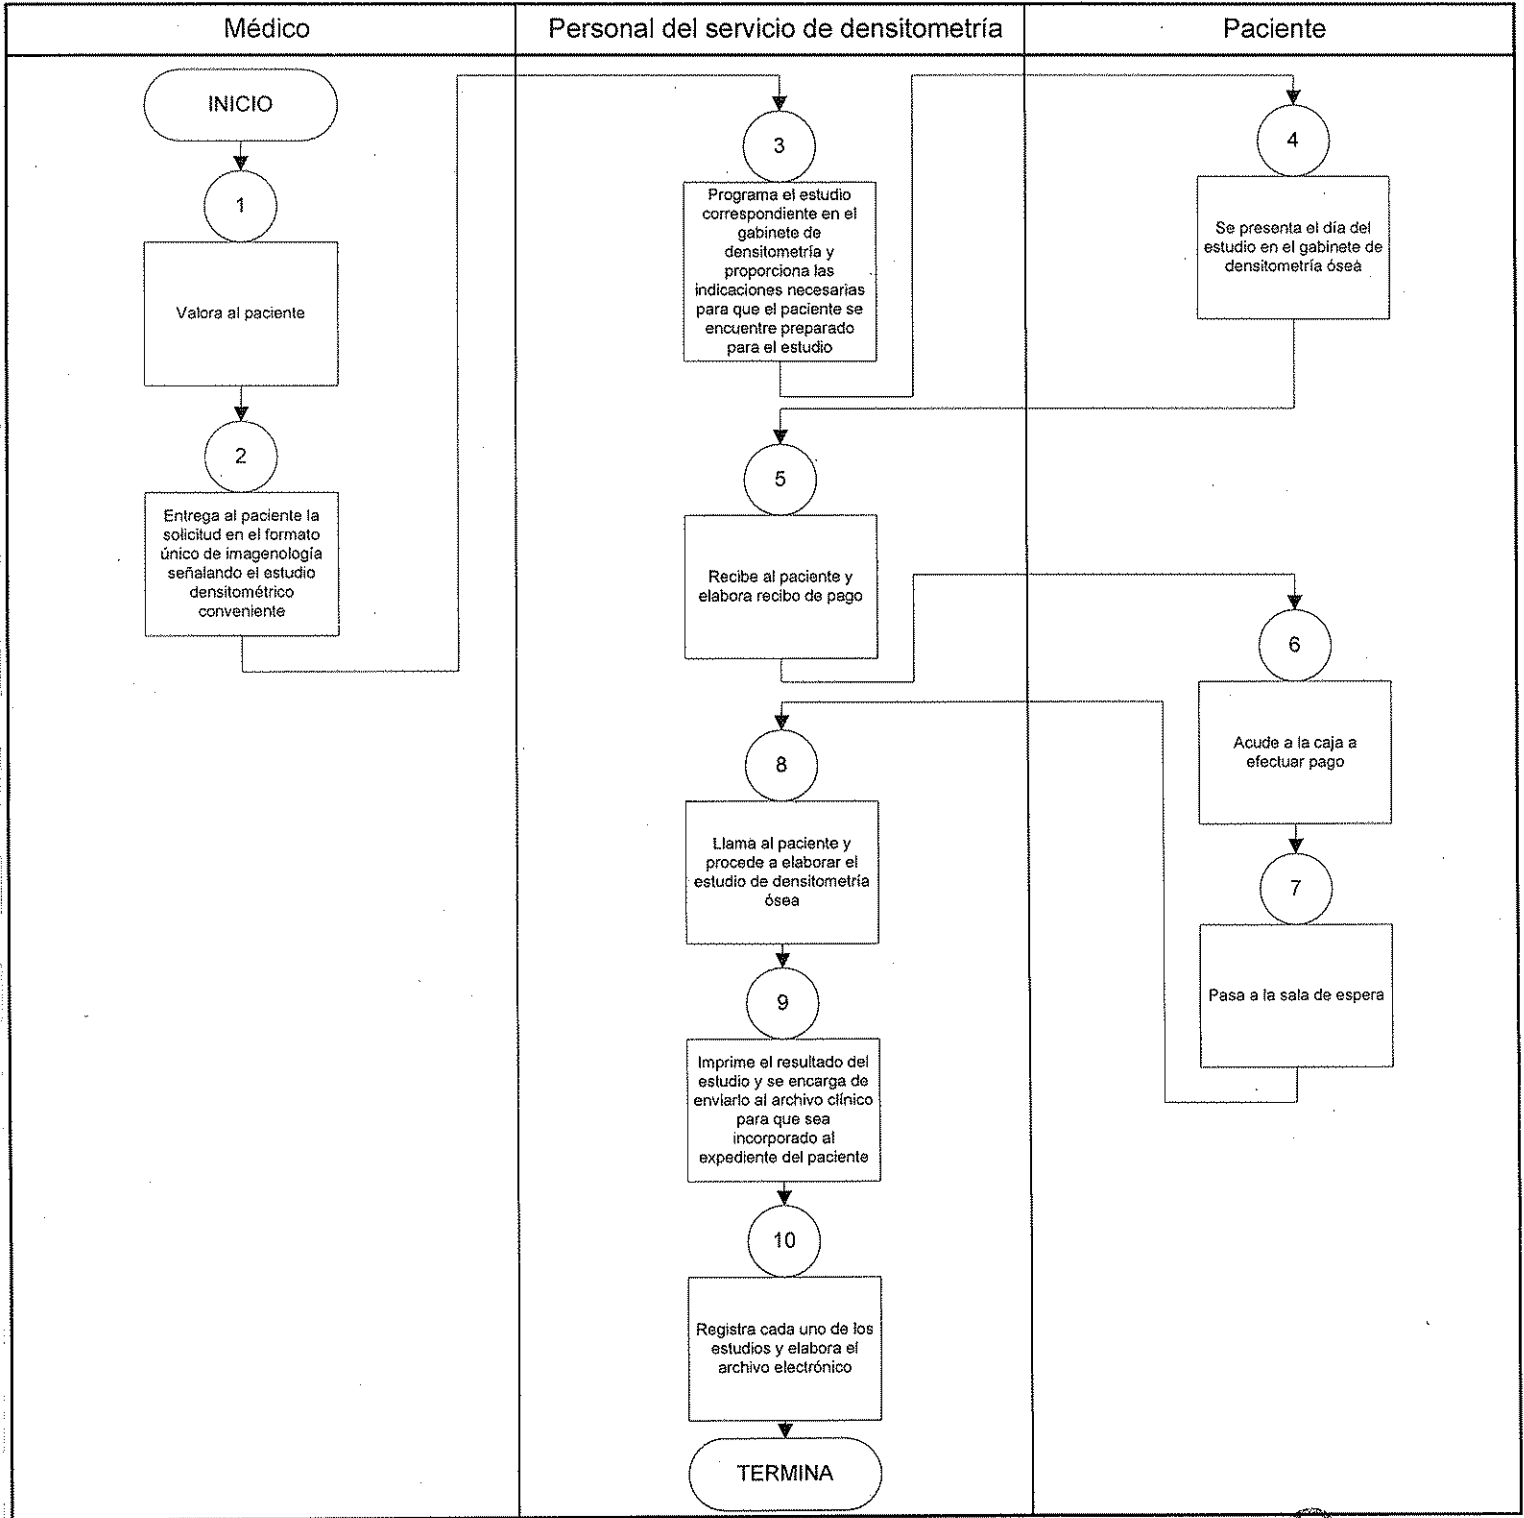 Médico
Personal del servicio de densitometría
Paciente
INICIO
1
Valora al paciente
2
Entrega al paciente la
solicitud en el formato
único de imagenología
señalando el estudio
densitométrico
conveniente
3
Programa el estudio
correspondiente en el
gabinete de
densitometría y
proporciona las
indicaciones necesarias
para que el paciente se
encuentre preparado
para el estudio
4
Se presenta el día del
estudio en el gabinete de
densitometría ósea
5
Recibe al paciente y
elabora recibo de pago
6
Acude a la caja a
efectuar pago
7
Pasa a la sala de espera
8
Llama al paciente y
procede a elaborar el
estudio de densitometría
ósea
9
Imprime el resultado del
estudio y se encarga de
enviarlo al archivo clínico
para que sea
incorporado al
expediente del paciente
10
Registra cada uno de los
estudios y elabora el
archivo electrónico
TERMINA